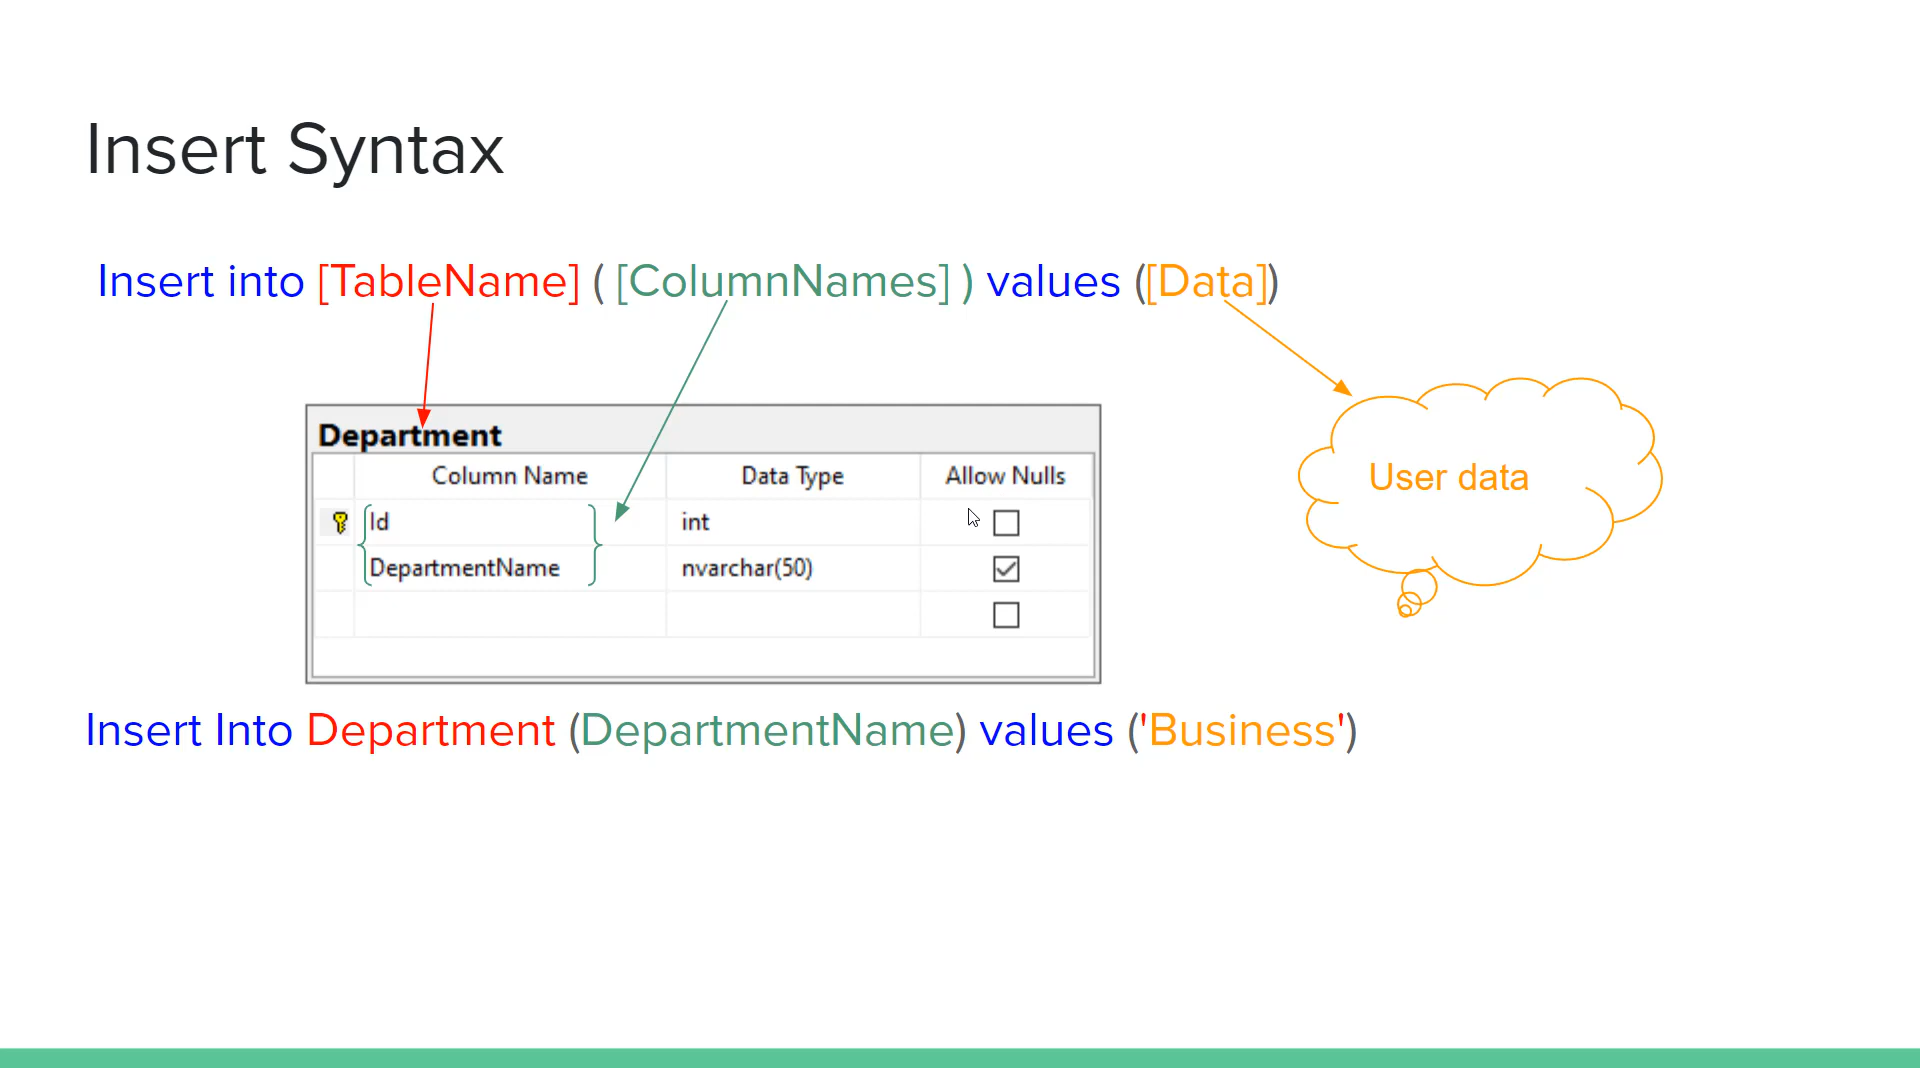 Insert Syntax
Insert into [TableName] ( [ColumnNames] ) values ([Data])
Department
Column Name Data Type Allow Nulls
Id int
DepartmentName nvarchar(50)
User data
Insert Into Department (DepartmentName) values ('Business')